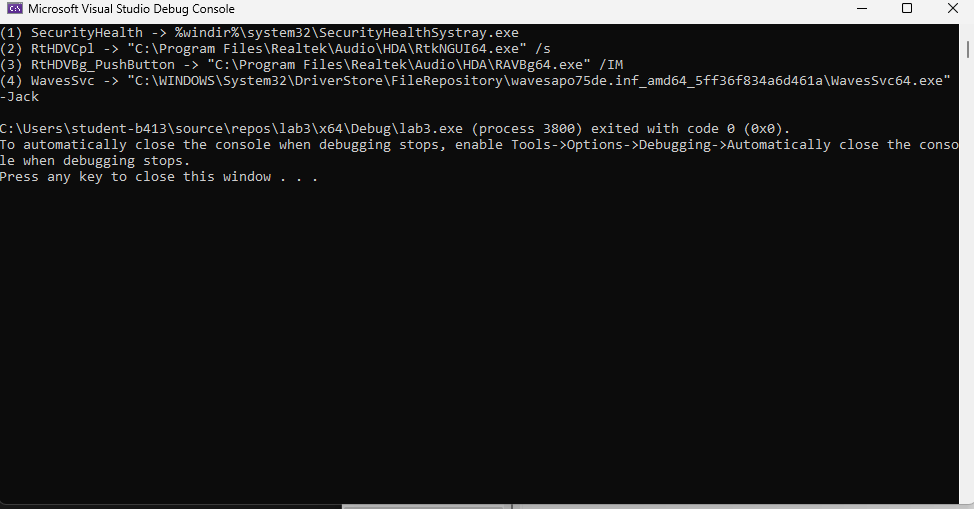 Microsoft Visual Studio Debug Console
(1) SecurityHealth -> %windir%\system32\SecurityHealthSystray.exe
(2) RtHDVCpl -> "C:\Program Files\Realtek\Audio\HDA\RtkNGUI64.exe" /s
(3) RtHDVBg_PushButton -> "C:\Program Files\Realtek\Audio\HDA\RAVBg64.exe" /IM
(4) WavesSvc -> "C:\WINDOWS\System32\DriverStore\FileRepository\wavesapo75de.inf_amd64_5ff36f834a6d461a\WavesSvc64.exe"
-Jack
C:\Users\student-b413\source\repos\lab3\x64\Debug\lab3.exe (process 3800) exited with code 0 (0x0).
To automatically close the console when debugging stops, enable Tools->Options->Debugging->Automatically close the conso
le when debugging stops.
Press any key to close this window . . .